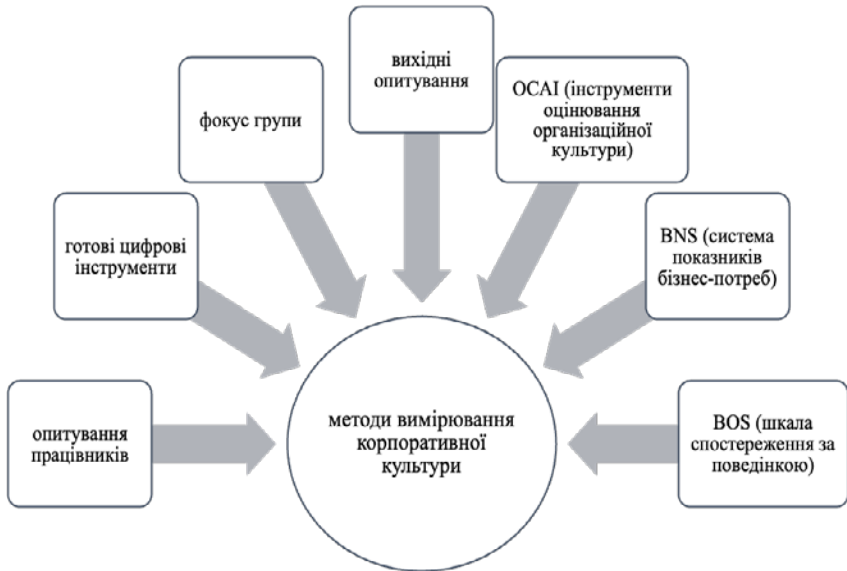 вихідні
опитування
ОСАІ (інструменти
оцінювання
організаційної
культури)
фокус групи
готові цифрові
інструменти
BNS (система
показників
бізнес-потреб)
опитування
працівників
методи вимірювання
корпоративної
культури
BOS (шкала
спостереження за
поведінкою)